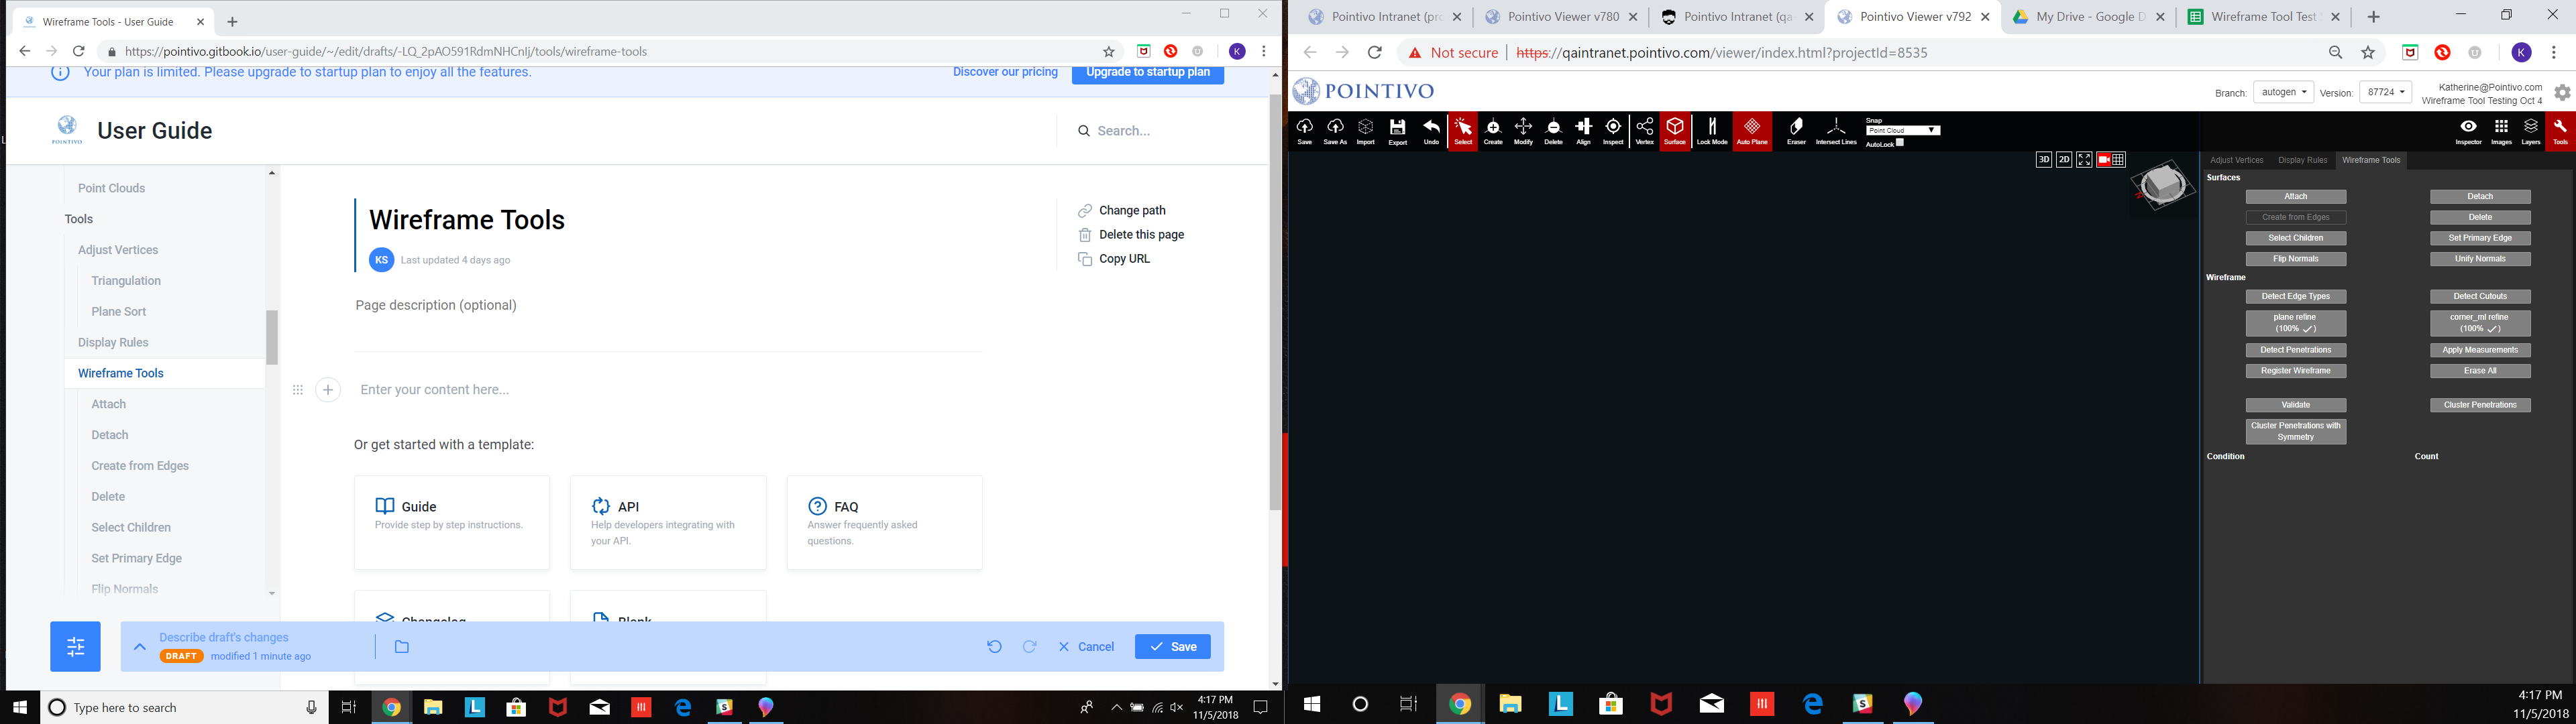 Wireframe Tools - User Guide
https://pointivo.gitbook.io/user-guide/~/edit/drafts/-LQ_2pAO591RdmNHCnIj/tools/wireframe-tools
K
Your plan is limited. Please upgrade to startup plan to enjoy all the features.
Discover our pricing
Upgrade to startup plan
POINTIVO
User Guide
Search...
Point Clouds
Tools
Adjust Vertices
Triangulation
Plane Sort
Display Rules
Wireframe Tools
Attach
Detach
Create from Edges
Delete
Select Children
Set Primary Edge
Flip Normals
Wireframe Tools
KS
Last updated 4 days ago
Page description (optional)
Enter your content here...
Or get started with a template:
Guide
Provide step by step instructions.
API
Help developers integrating with
your API.
FAQ
Answer frequently asked
questions.
Changelog
Blank
Change path
Delete this page
Copy URL
Describe draft's changes
DRAFT
modified 1 minute ago
Cancel
Save
Type here to search
4:17 PM
11/5/2018
Pointivo Intranet (pro
Pointivo Viewer v780
Pointivo Intranet (qa
Pointivo Viewer v792
My Drive - Google D
Wireframe Tool Test
Not secure
https://qaintranet.pointivo.com/viewer/index.html?projectId=8535
K
POINTIVO
Branch:
autogen
Version:
87724
Katherine@Pointivo.com
Wireframe Tool Testing Oct 4
Save
Save As
Import
Export
Undo
Select
Create
Modify
Delete
Align
Inspect
Vertex
Surface
Lock Mode
Auto Plane
Eraser
Intersect Lines
Snap
Point Cloud
AutoLock
Inspector
Images
Layers
Tools
3D
2D
Adjust Vertices
Display Rules
Wireframe Tools
Surfaces
Attach
Detach
Create from Edges
Delete
Select Children
Set Primary Edge
Flip Normals
Unify Normals
Wireframe
Detect Edge Types
Detect Cutouts
plane refine
(100% ✓)
corner_ml refine
(100% ✓)
Detect Penetrations
Apply Measurements
Register Wireframe
Erase All
Validate
Cluster Penetrations
Cluster Penetrations with
Symmetry
Condition
Count
4:17 PM
11/5/2018